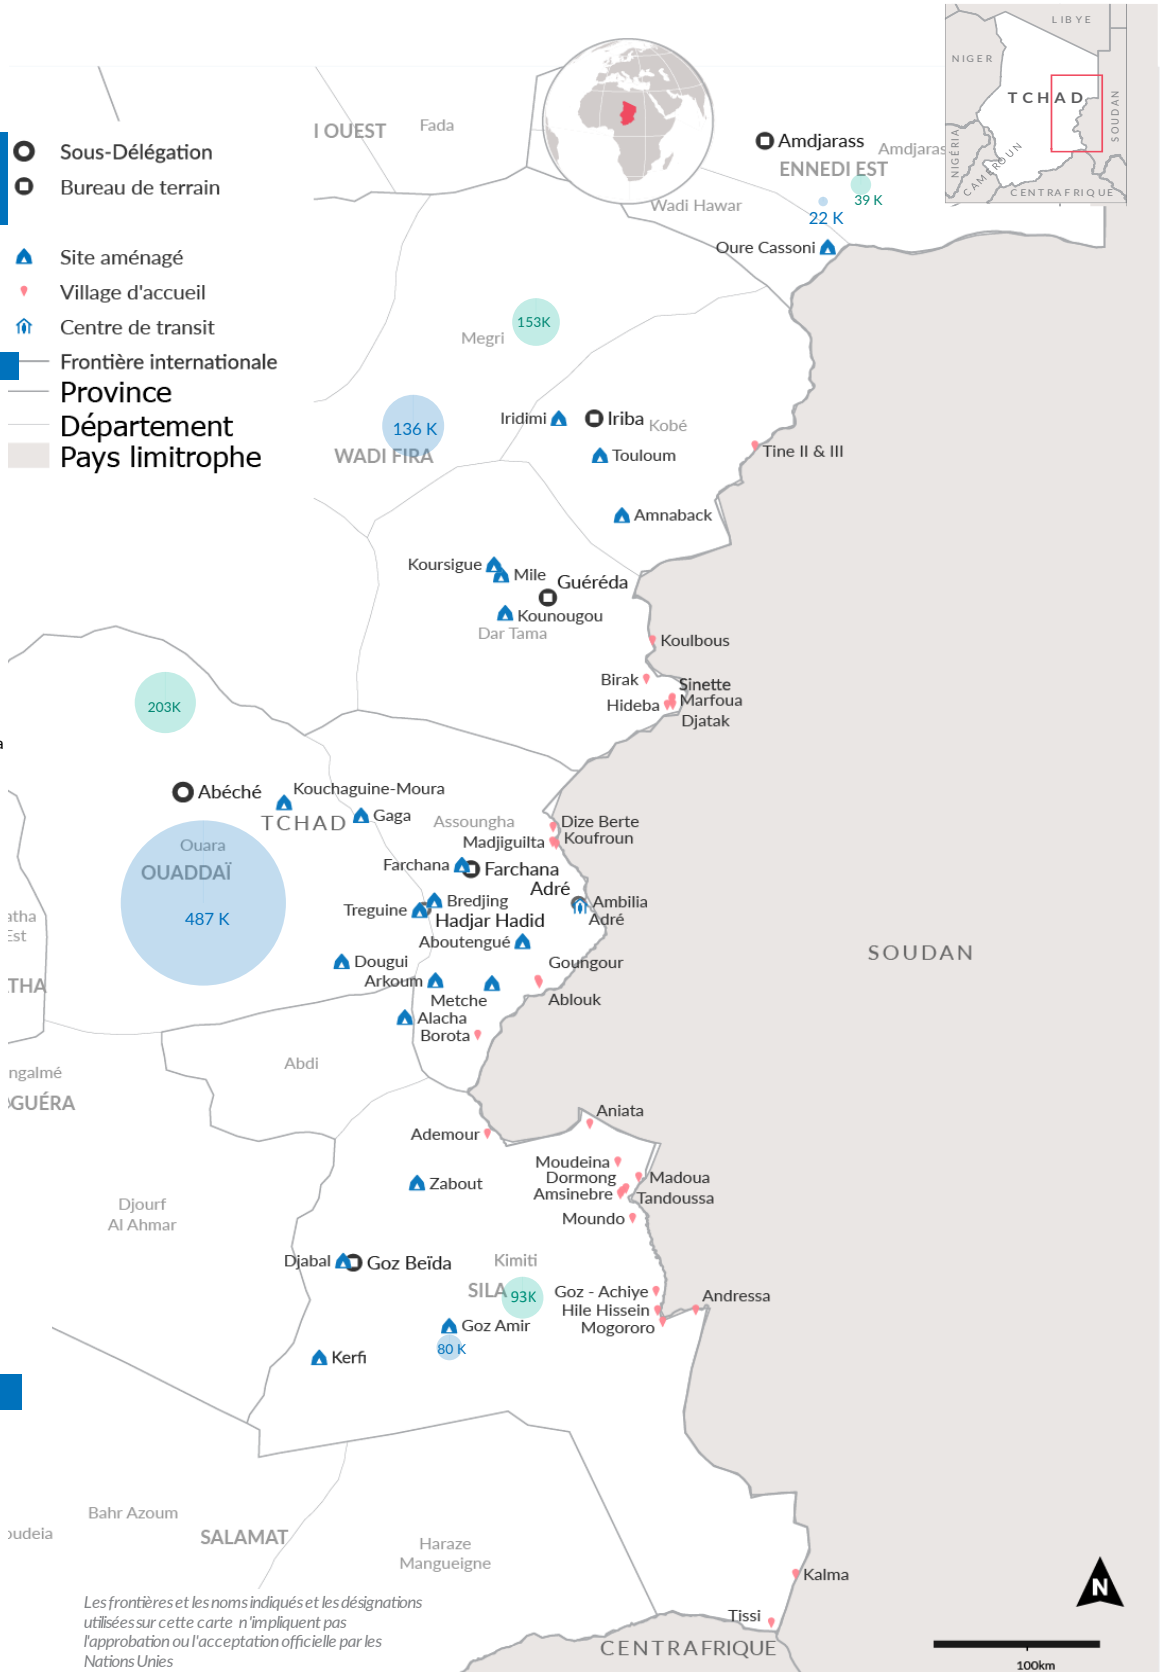 LIBYE
NIGER
TCHAD
SOUDAN
NIGERIA
CAMEROUN
CENTRAFRIQUE
I OUEST
Fada
Amdjarass
Amdjaras
ENNEDI EST
39 K
22 K
Wadi Hawar
Oure Cassoni
Sous-Délégation
Bureau de terrain
Site aménagé
Village d'accueil
Centre de transit
Frontière internationale
Province
Département
Pays limitrophe
153K
Megri
136 K
WADI FIRA
Iridimi
Iriba
Kobé
Touloum
Tine II & III
Amnaback
Koursigue
Mile
Guéréda
Kounougou
Dar Tama
Koulbous
Birak
Sinette
Hideba
Marfoua
Djatak
203K
a
Abéché
Kouchaguine-Moura
TCHAD
Gaga
Assoungha
Dize Berte
Madjiguilta
Koufroun
Ouara
OUADDAÏ
487 K
Farchana
Farchana
Adré
Bredjing
Treguine
Hadjar Hadid
Ambilia
Adré
Aboutengué
atha
Est
THA
Dougui
Goungour
Arkoum
Metche
Ablouk
Alacha
Borota
SOUDAN
Abdi
ngalmé
GUÉRA
Aniata
Ademour
Moudeina
Dormong
Madoua
Amsinebre
Tandoussa
Zabout
Moundo
Djourf
Al Ahmar
Djabal
Goz Beïda
Kimiti
SILA
93K
Goz - Achiye
Andressa
Hile Hissein
Mogororo
Goz Amir
80 K
Kerfi
Bahr Azoum
oudeia
SALAMAT
Haraze
Mangueigne
Kalma
Tissi
CENTRAFRIQUE
Les frontières et les noms indiqués et les désignations
utilisées sur cette carte n'impliquent pas
l'approbation ou l'acceptation officielle par les
Nations Unies
N
100km